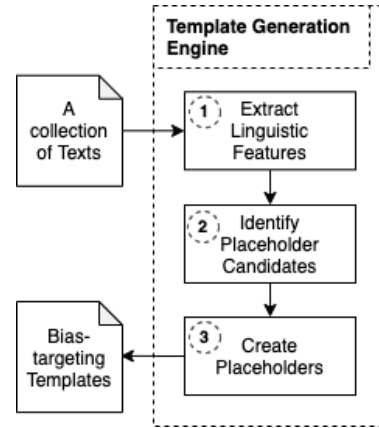 Template Generation
Engine
A
collection
of Texts
1
Extract
Linguistic
Features
2
Identify
Placeholder
Candidates
3
Create
Placeholders
Bias-
targeting
Templates